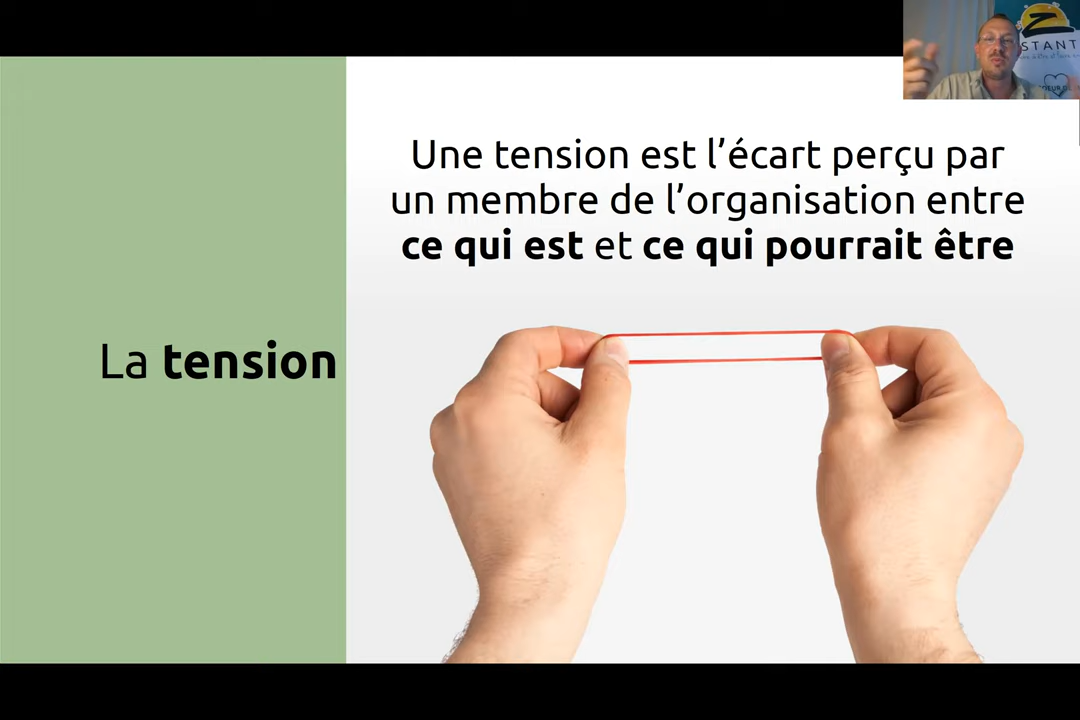 Une tension est l’écart perçu par
un membre de l’organisation entre
ce qui est et ce qui pourrait être
La tension
STANT